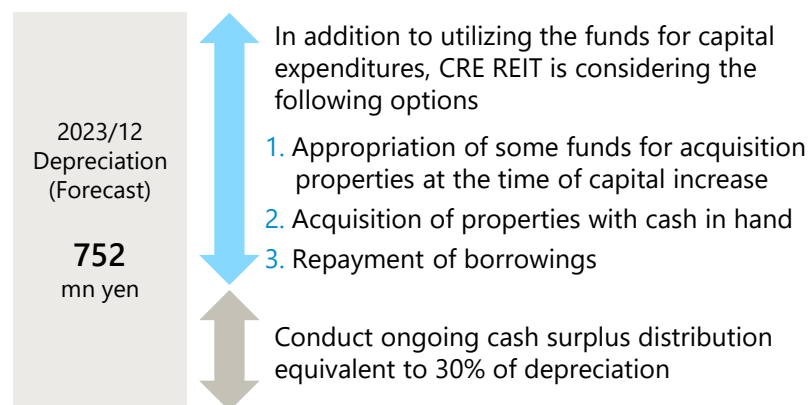 2023/12
Depreciation
(Forecast)
752
mn yen
In addition to utilizing the funds for capital
expenditures, CRE REIT is considering the
following options
1. Appropriation of some funds for acquisition
properties at the time of capital increase
2. Acquisition of properties with cash in hand
3. Repayment of borrowings
Conduct ongoing cash surplus distribution
equivalent to 30% of depreciation